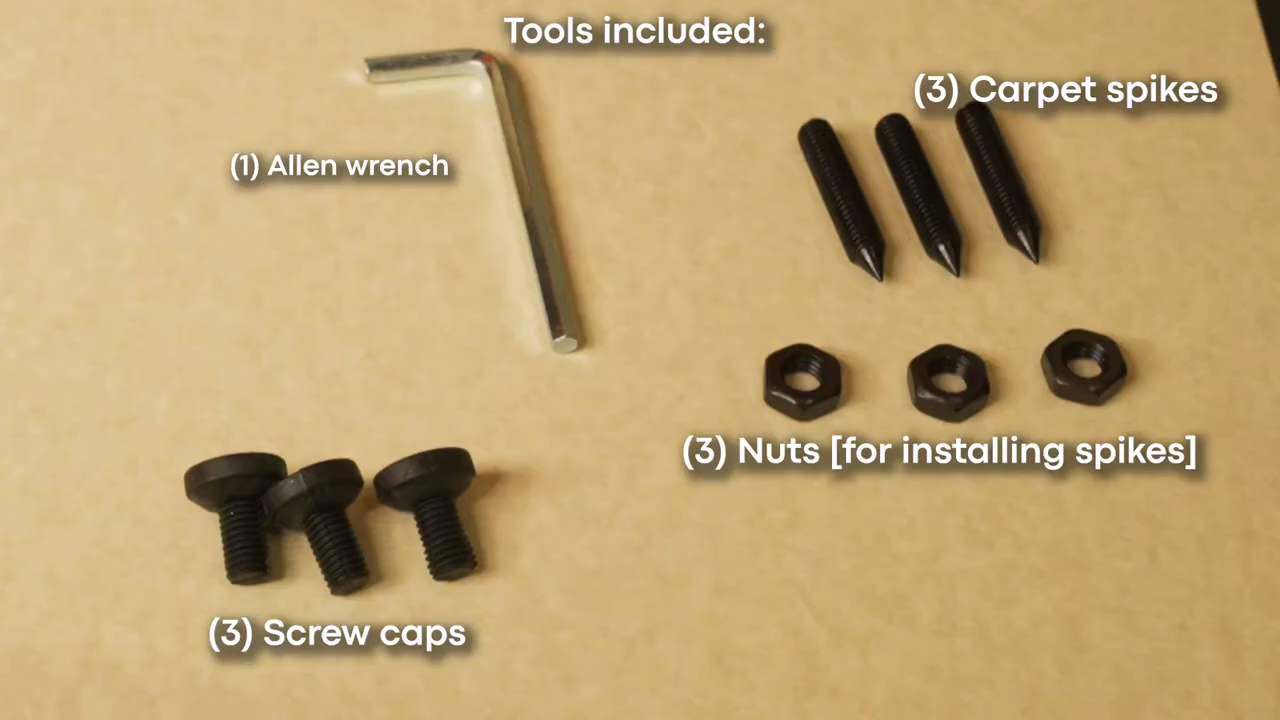 Tools included:
(3) Carpet spikes
(1) Allen wrench
(3) Nuts [for installing spikes]
(3) Screw caps